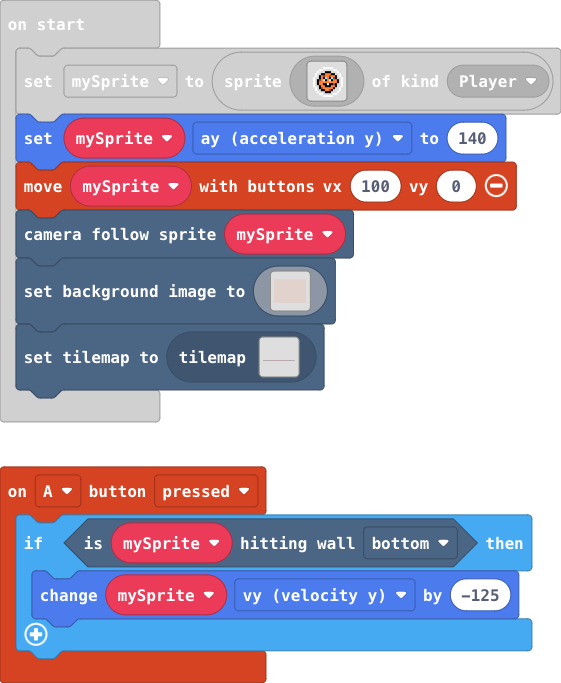 on start
set mySprite to sprite of kind Player
set mySprite ay (acceleration y) to 140
move mySprite with buttons vx 100 vy 0
camera follow sprite mySprite
set background image to
set tilemap to tilemap
on A button pressed
if is mySprite hitting wall bottom then
change mySprite vy (velocity y) by -125